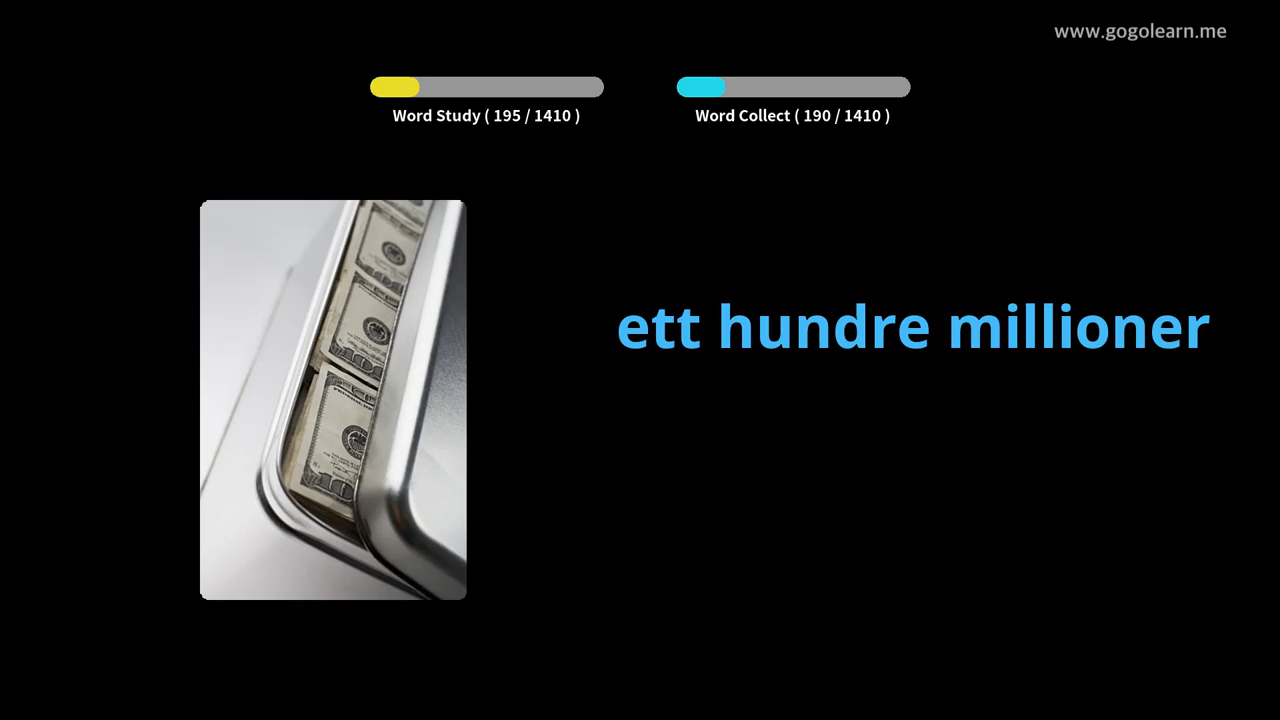 www.gogolearn.me
Word Study ( 195 / 1410 )
Word Collect ( 190 / 1410 )
ett hundre millioner